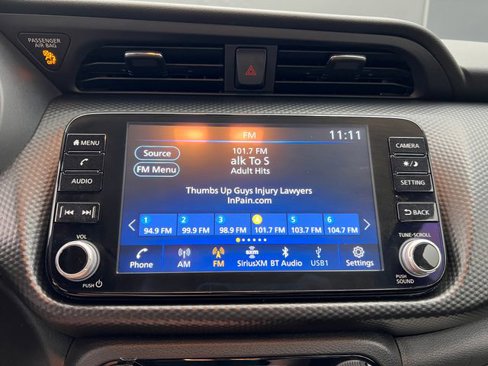 PASSENGER
AIR BAG
FM
11:11
MENU
AUDIO
VOL
PUSH
Source
FM Menu
101.7 FM
alk To S
Adult Hits
Thumbs Up Guys Injury Lawyers
InPain.com
1 2 3 4 5 6
94.9 FM 99.9 FM 98.9 FM 101.7 FM 103.7 FM 104.7 FM
Phone AM FM SiriusXM BT Audio USB1 Settings
CAMERA
SETTING
BACK
TUNE·SCROLL
PUSH
SOUND